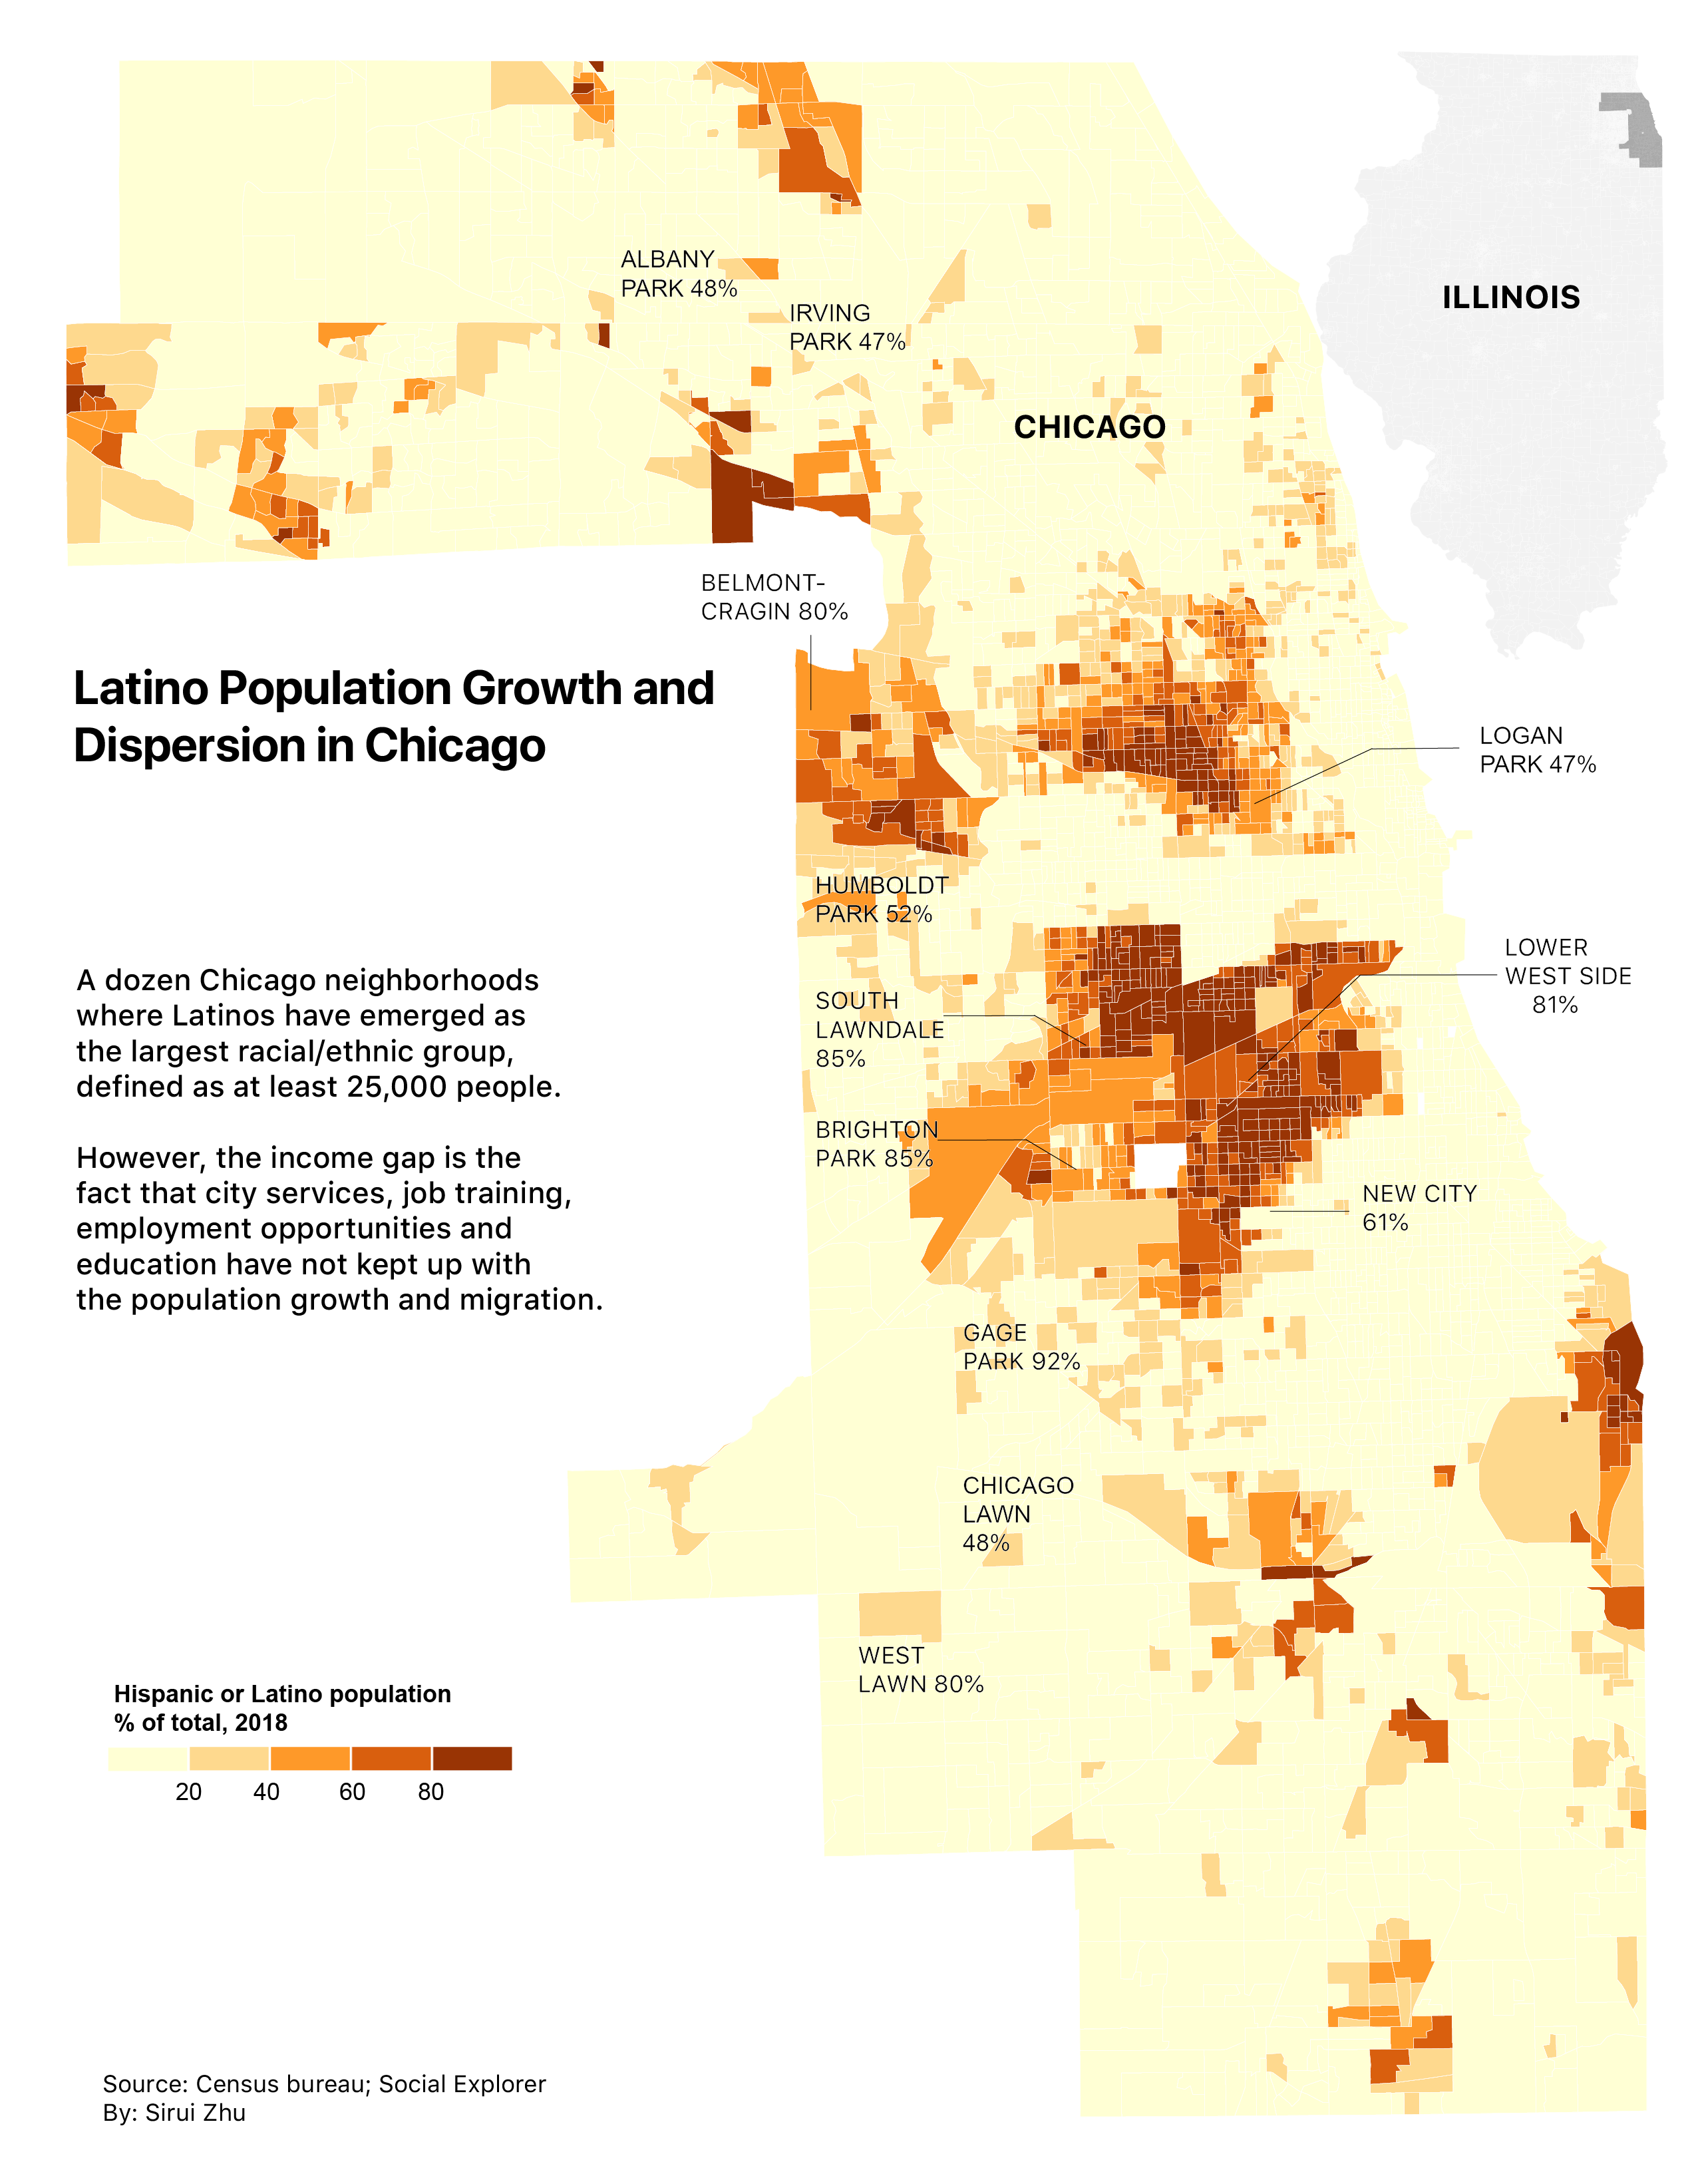 ALBANY
PARK 48%
IRVING
PARK 47%
ILLINOIS
CHICAGO
BELMONT-
CRAGIN 80%
Latino Population Growth and
Dispersion in Chicago
LOGAN
PARK 47%
HUMBOLDT
PARK 52%
LOWER
WEST SIDE
81%
A dozen Chicago neighborhoods
where Latinos have emerged as
the largest racial/ethnic group,
defined as at least 25,000 people.
However, the income gap is the
fact that city services, job training,
employment opportunities and
education have not kept up with
the population growth and migration.
SOUTH
LAWNDALE
85%
BRIGHTON
PARK 85%
NEW CITY
61%
GAGE
PARK 92%
CHICAGO
LAWN
48%
WEST
LAWN 80%
Hispanic or Latino population
% of total, 2018
20 40 60 80
Source: Census bureau; Social Explorer
By: Sirui Zhu